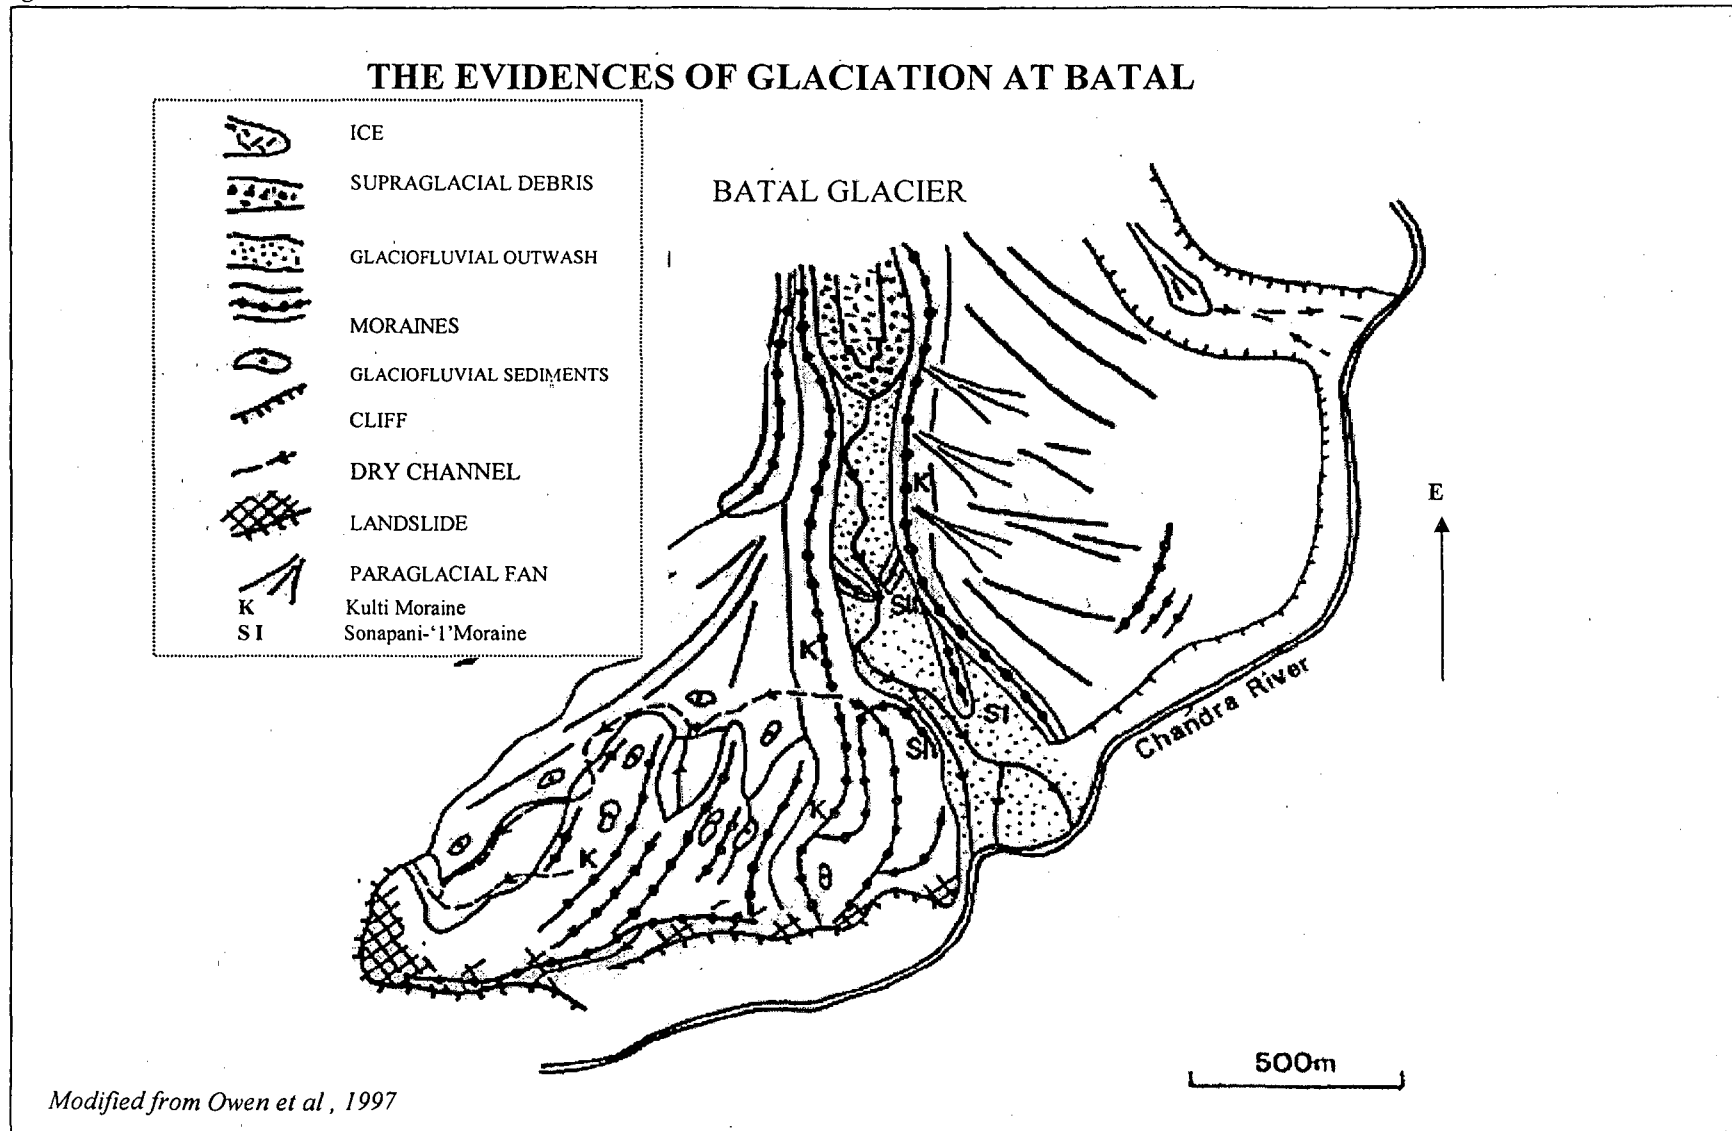 THE EVIDENCES OF GLACIATION AT BATAL
ICE
SUPRAGLACIAL DEBRIS
GLACIOFLUVIAL OUTWASH
MORAINES
GLACIOFLUVIAL SEDIMENTS
CLIFF
DRY CHANNEL
LANDSLIDE
PARAGLACIAL FAN
K Kulti Moraine
S I Sonapani-'1'Moraine
BATAL GLACIER
K
E
SII
K
SI
SII
Chandra River
K
K
500m
Modified from Owen et al , 1997